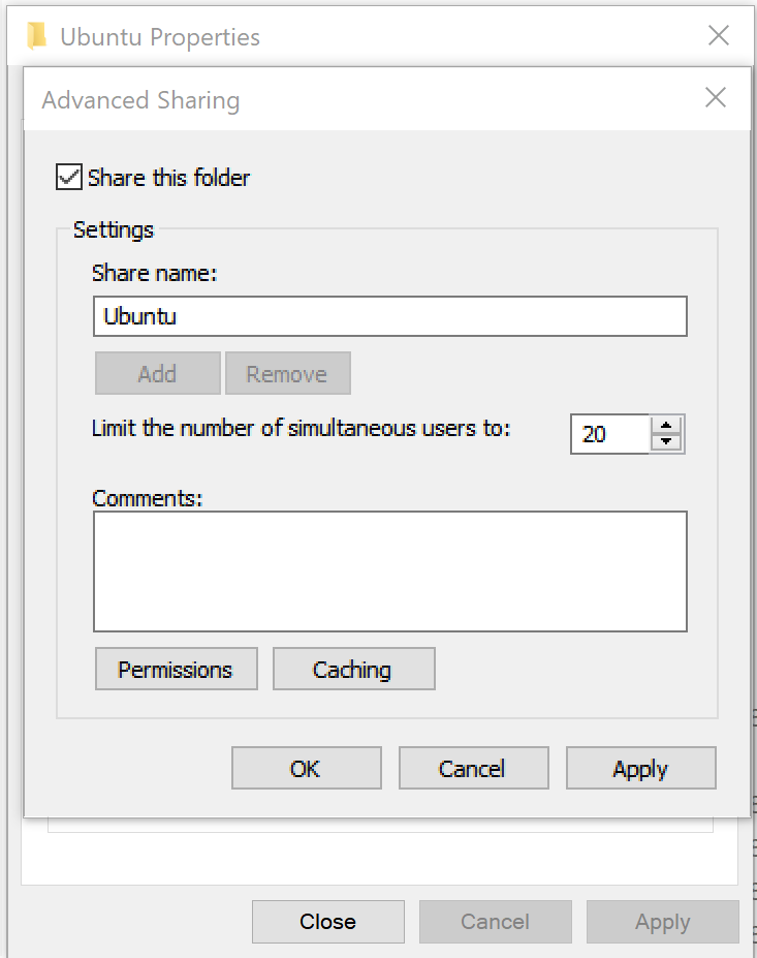 Ubuntu Properties
Advanced Sharing
Share this folder
Settings
Share name:
Ubuntu
Add Remove
Limit the number of simultaneous users to: 20
Comments:
Permissions Caching
OK Cancel Apply
Close Cancel Apply